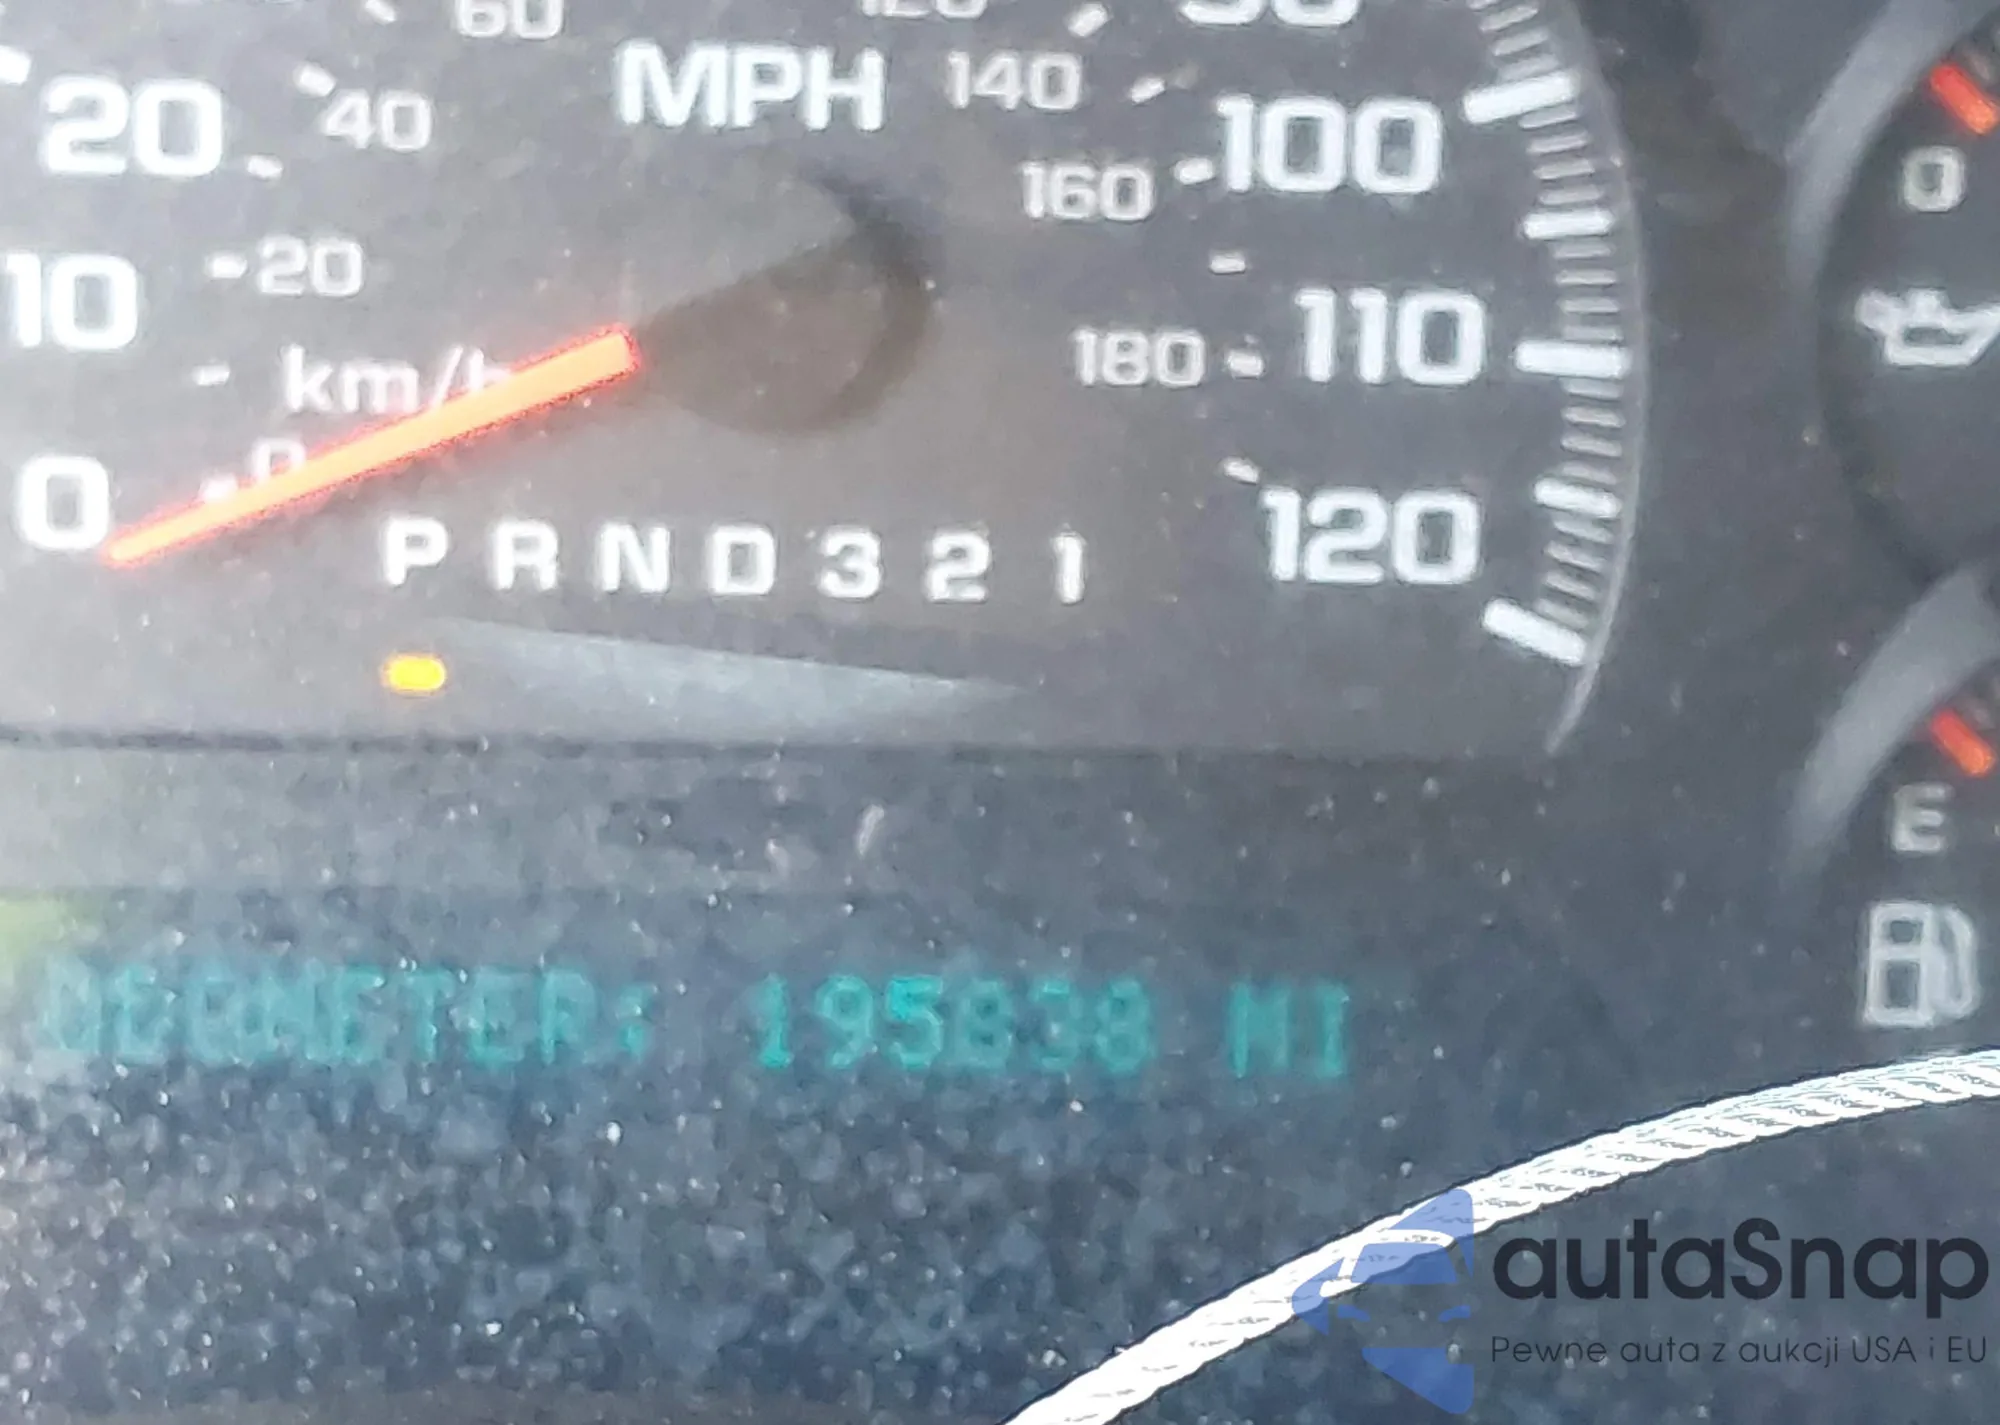 60
MPH
140
20
40
100
160
10
20
110
180
km/h
0
0
120
P R N D 3 2 1
0
E
ODOMETER: 195838 MI
autaSnap
Pewne auta z aukcji USA i EU